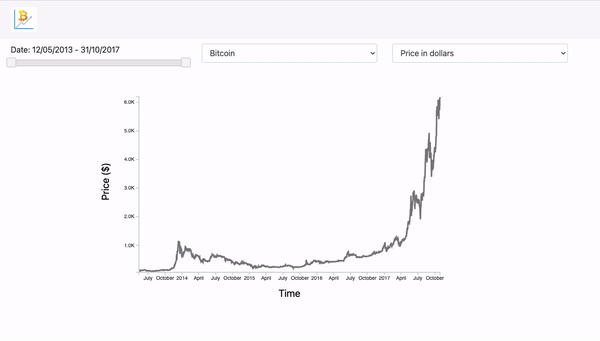 Date: 12/05/2013 - 31/10/2017
Bitcoin
Price in dollars
6.0K
5.0K
4.0K
3.0K
2.0K
1.0K
Price ($)
July October 2014 April July October 2015 April July October 2016 April July October 2017 April July October
Time